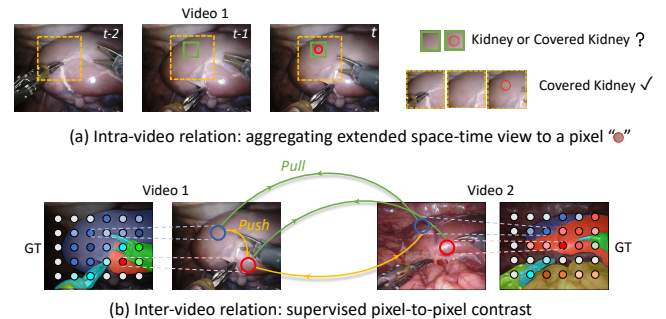 Video 1
t-2
t-1
t
Kidney or Covered Kidney ?
Covered Kidney ✓
(a) Intra-video relation: aggregating extended space-time view to a pixel “ ”
Pull
Video 1
Video 2
Push
GT
GT
(b) Inter-video relation: supervised pixel-to-pixel contrast